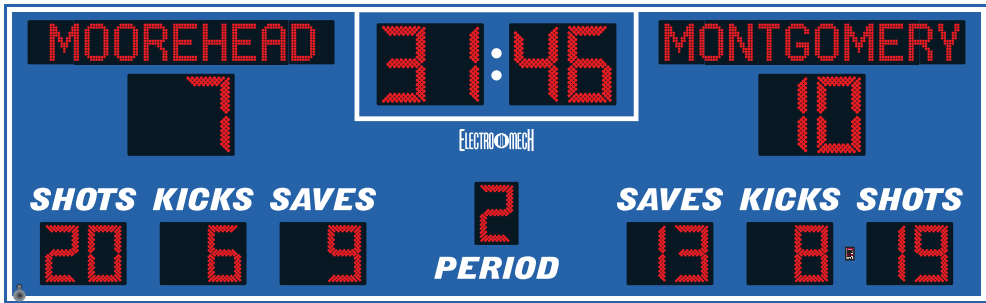 MOOREHEAD 31:46 MONTGOMERY
7 10
ELECTRO MECH
SHOTS KICKS SAVES SAVES KICKS SHOTS
20 6 9 2 13 8 19
PERIOD